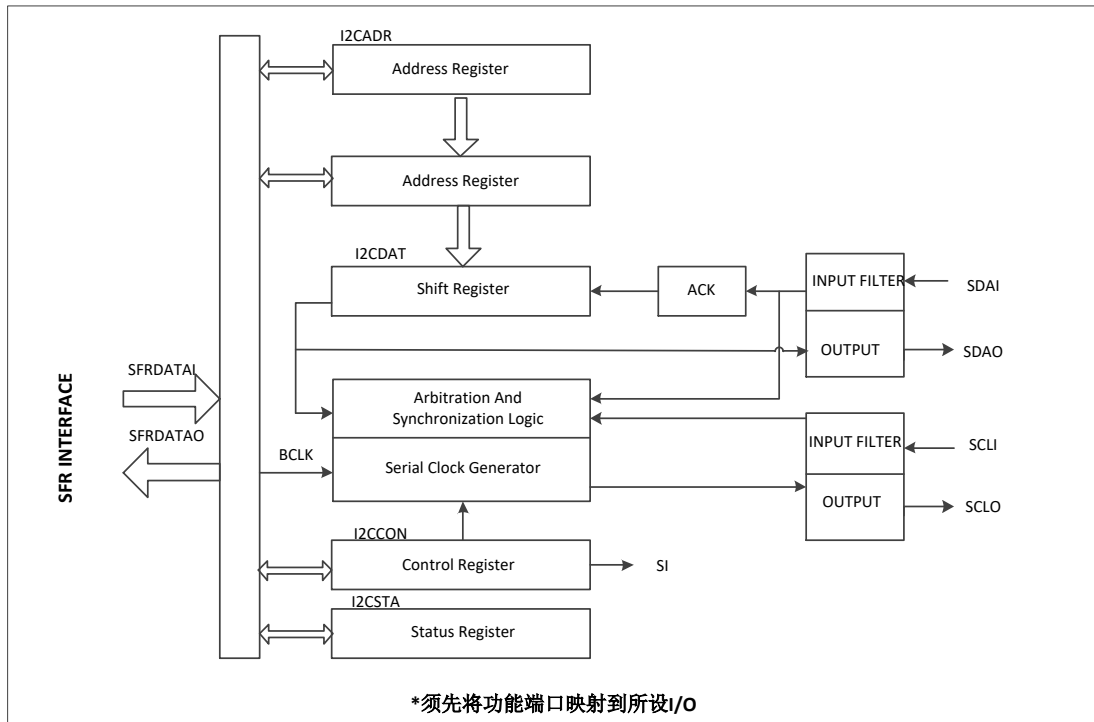 I2CADR
Address Register
Address Register
I2CDAT
Shift Register
ACK
INPUT FILTER
SDAI
OUTPUT
SDAO
SFR INTERFACE
SFRDATAI
SFRDATAO
BCLK
Arbitration And
Synchronization Logic
Serial Clock Generator
INPUT FILTER
SCLI
OUTPUT
SCLO
I2CCON
Control Register
SI
I2CSTA
Status Register
*须先将功能端口映射到所设I/O